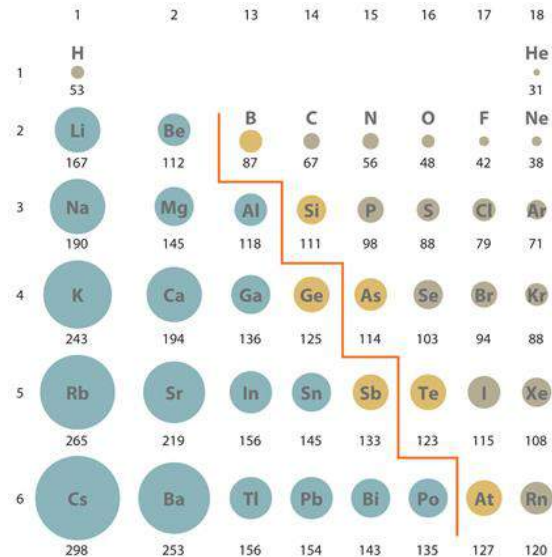 1 2 13 14 15 16 17 18
H He
1
53 31
B C N O F Ne
2 Li Be
167 112 87 67 56 48 42 38
3 Na Mg Al Si P S Cl Ar
190 145 118 111 98 88 79 71
4 K Ca Ga Ge As Se Br Kr
243 194 136 125 114 103 94 88
5 Rb Sr In Sn Sb Te I Xe
265 219 156 145 133 123 115 108
6 Cs Ba Tl Pb Bi Po At Rn
298 253 156 154 143 135 127 120